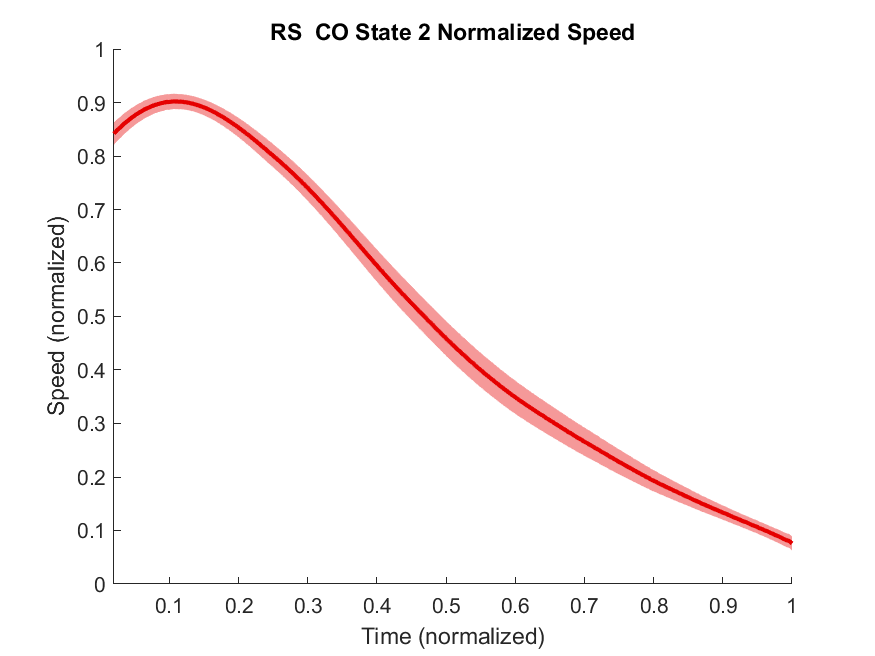 RS  CO State 2 Normalized Speed
1
0.9
0.8
0.7
0.6
0.5
0.4
0.3
0.2
0.1
0
Speed (normalized)
0.1 0.2 0.3 0.4 0.5 0.6 0.7 0.8 0.9 1
Time (normalized)